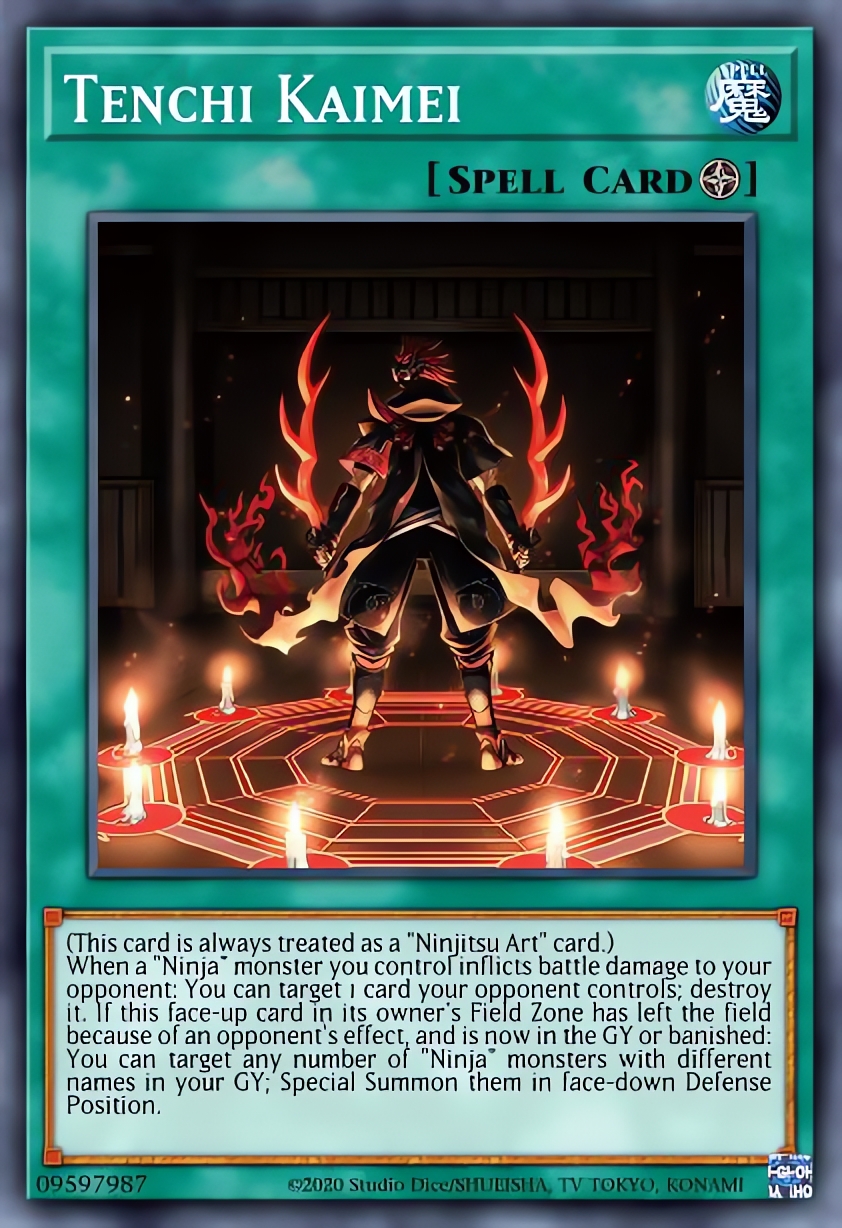 TENCHI KAIMEI
魔
[SPELL CARD]
(This card is always treated as a "Ninjitsu Art" card.)
When a "Ninja" monster you control inflicts battle damage to your
opponent: You can target 1 card your opponent controls; destroy
it. If this face-up card in its owner's Field Zone has left the field
because of an opponent's effect, and is now in the GY or banished:
You can target any number of "Ninja" monsters with different
names in your GY; Special Summon them in face-down Defense
Position.
09597987
©2020 Studio Dice/SHUEISHA, TV TOKYO, KONAMI